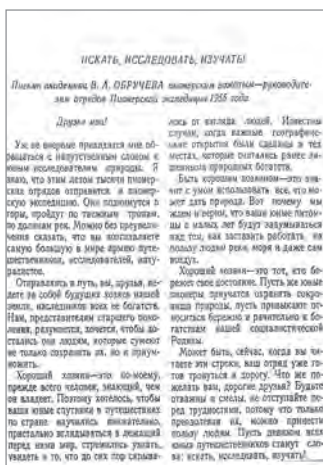 ИСКАТЬ, ИССЛЕДОВАТЬ, ИЗУЧАТЬ!
Письмо академика В. А. ОБРУЧЕВА пионерским вожатым—руководите-
лям отрядов Пионерской экспедиции 1955 года
Друзья мои!
Уж не впервые приходится мне об-
ращаться с напутственным словом к
юным исследователям природы. Я
знаю, что этим летом тысячи пионер-
ских отрядов отправятся в пионер-
скую экспедицию. Они поднимутся в
горы, пройдут по таежным тропам,
по долинам рек. Можно без преувели-
чения сказать, что вы возглавляете
самую большую в мире армию путе-
шественников, исследователей, нату-
ралистов.
Отправляясь в путь, вы, друзья, ве-
дете за собой будущих хозяев нашей
земли, наследников всех ее богатств.
Нам, представителям старшего поко-
ления, разумеется, хочется, чтобы до-
стались они людям, которые сумеют
не только сохранить их, но и приум-
ножить.
Хороший хозяин—это по-моему,
прежде всего человек, знающий, чем
он владеет. Поэтому хотелось, чтобы
ваши юные спутники в путешествиях
по стране научились внимательно,
пристально вглядываться в лежащий
перед ними мир, стремились узнать,
увидеть в то, что до сих пор скрыва-
лось от взгляда людей. Известны
случаи, когда важные географиче-
ские открытия были сделаны в тех
местах, которые считались ранее ли-
шенными природных богатств.
Быть хорошим хозяином—это зна-
чит с умом использовать все, что мо-
жет дать природа. Вот почему мы
ждем и верим, что ваши юные питом-
цы с малых лет будут задумываться
над тем, как заставить работать на
пользу людям реки, моря и даже сам
воздух.
Хороший хозяин—это тот, кто бе-
режет свое достояние. Пусть же юные
пионеры приучатся охранять сокро-
вища природы, пусть привыкают от-
носиться бережно и рачительно к бо-
гатствам нашей социалистической
Родины.
Может быть, сейчас, когда вы чи-
таете эти строки, ваш отряд уже го-
тов тронуться в дорогу. Что же по-
желать вам, дорогие друзья? Будьте
отважны и смелы, не отступайте пе-
ред трудностями, потому что только
преодолевая их, можно принести
пользу людям. Пусть девизом всех
юных путешественников станут сло-
ва: искать, исследовать, изучать!